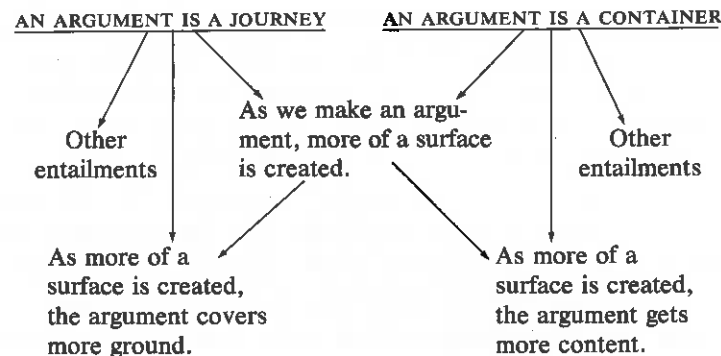 AN ARGUMENT IS A JOURNEY
AN ARGUMENT IS A CONTAINER
As we make an argu-
ment, more of a surface
is created.
Other
entailments
Other
entailments
As more of a
surface is created,
the argument covers
more ground.
As more of a
surface is created,
the argument gets
more content.